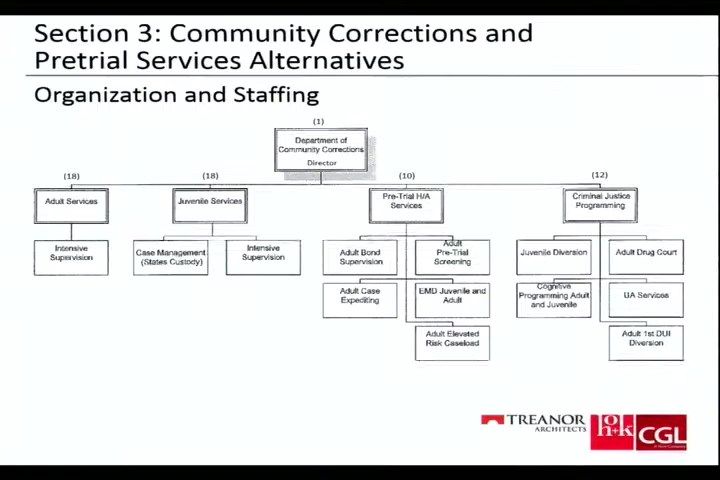 Section 3: Community Corrections and
Pretrial Services Alternatives
Organization and Staffing
(1)
Department of
Community Corrections
Director
(18)
(18)
(10)
(12)
Adult Services
Juvenile Services
Pre-Trial H/A
Services
Criminal Justice
Programming
Intensive
Supervision
Case Management
(States Custody)
Intensive
Supervision
Adult Bond
Supervision
Adult
Pre-Trial
Screening
Juvenile Diversion
Adult Drug Court
Adult Case
Expediting
EMD Juvenile and
Adult
Cognitive
Programming Adult
and Juvenile
UA Services
Adult Elevated
Risk Caseload
Adult 1st DUI
Diversion
TREANOR
ARCHITECTS
hok
CGL